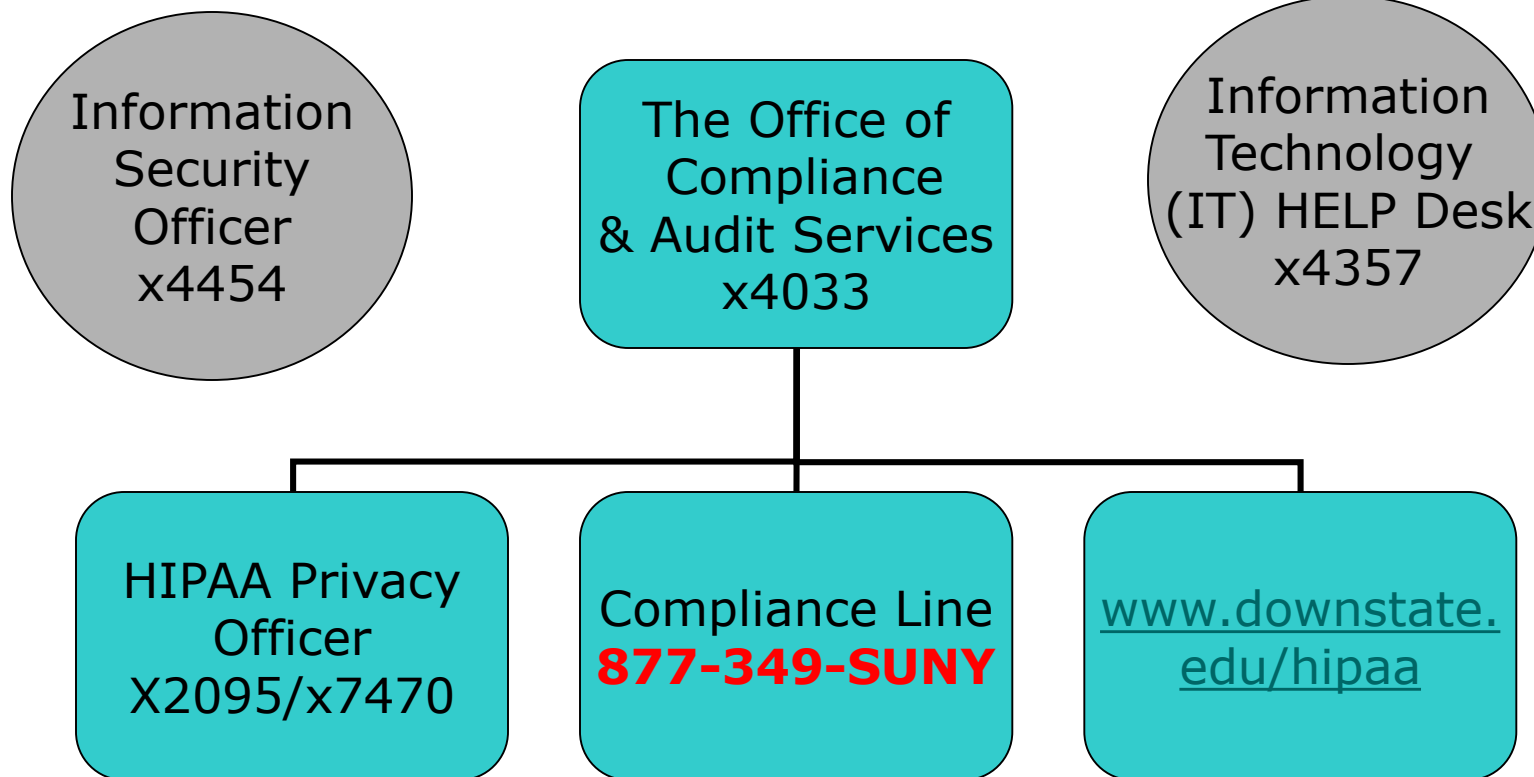 Information
Security
Officer
x4454
The Office of
Compliance
& Audit Services
x4033
Information
Technology
(IT) HELP Desk
x4357
HIPAA Privacy
Officer
X2095/x7470
Compliance Line
877-349-SUNY
www.downstate.
edu/hipaa